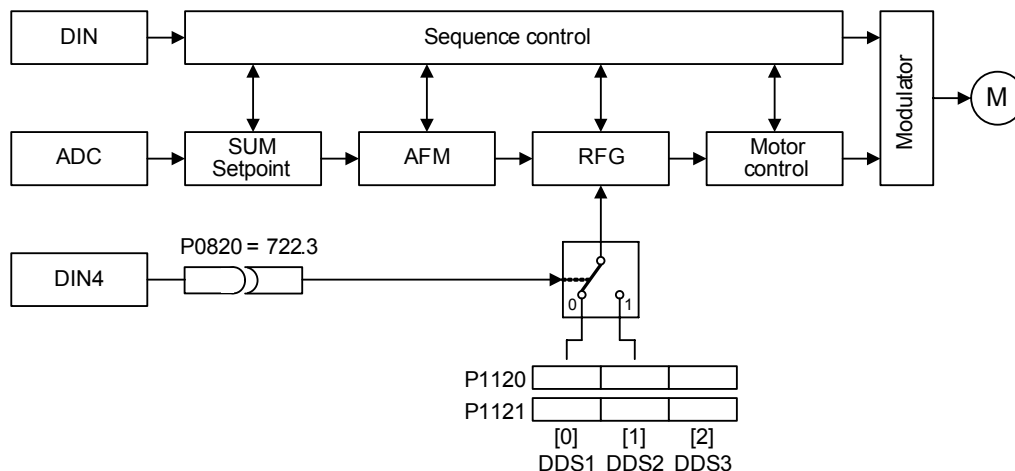 DIN
Sequence control
Modulator
M
ADC
SUM
Setpoint
AFM
RFG
Motor
control
P0820 = 722.3
DIN4
0
1
P1120
P1121
[0] [1] [2]
DDS1 DDS2 DDS3